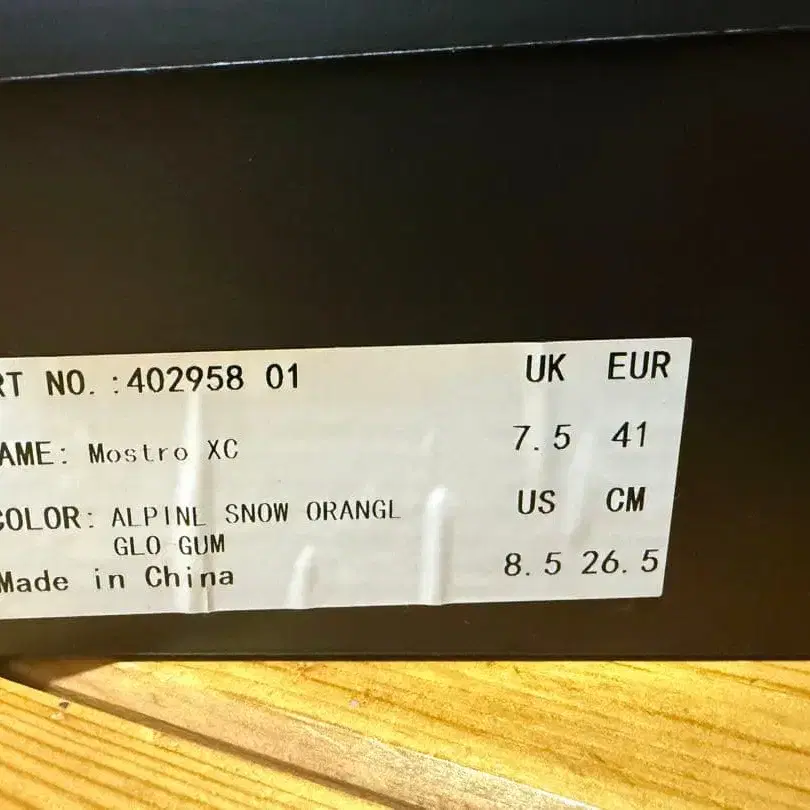 RT NO.:402958 01
UK EUR
AME: Mostro XC
7.5 41
COLOR: ALPINE SNOW ORANGE
US CM
GLO GUM
Made in China
8.5 26.5